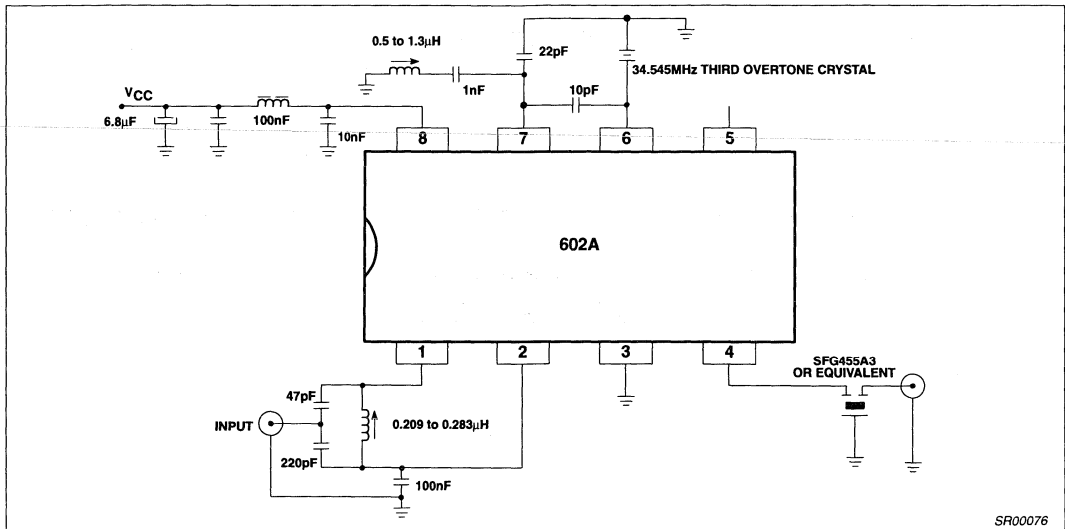 0.5 to 1.3µH
22pF
34.545MHz THIRD OVERTONE CRYSTAL
1nF
10pF
VCC
6.8µF
100nF
10nF
8
7
6
5
602A
1
2
3
4
SFG455A3
OR EQUIVALENT
47pF
INPUT
0.209 to 0.283µH
220pF
100nF
SR00076